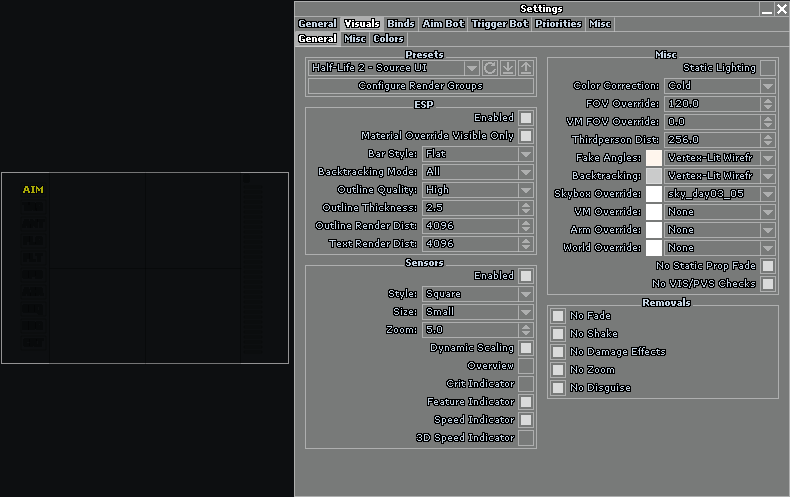 Settings
General Visuals Binds Aim Bot Trigger Bot Priorities Misc
General Misc Colors
Presets
Half-Life 2 - Source UI
Configure Render Groups
ESP
Enabled
Material Override Visible Only
Bar Style: Flat
Backtracking Mode: All
Outline Quality: High
Outline Thickness: 2.5
Outline Render Dist: 4096
Text Render Dist: 4096
Sensors
Enabled
Style: Square
Size: Small
Zoom: 5.0
Dynamic Scaling
Overview
Crit Indicator
Feature Indicator
Speed Indicator
3D Speed Indicator
Misc
Static Lighting
Color Correction: Cold
FOV Override: 120.0
VM FOV Override: 0.0
Thirdperson Dist: 256.0
Fake Angles: Vertex-Lit Wirefr
Backtracking: Vertex-Lit Wirefr
Skybox Override: sky_day03_05
VM Override: None
Arm Override: None
World Override: None
No Static Prop Fade
No VIS/PVS Checks
Removals
No Fade
No Shake
No Damage Effects
No Zoom
No Disguise
AIM